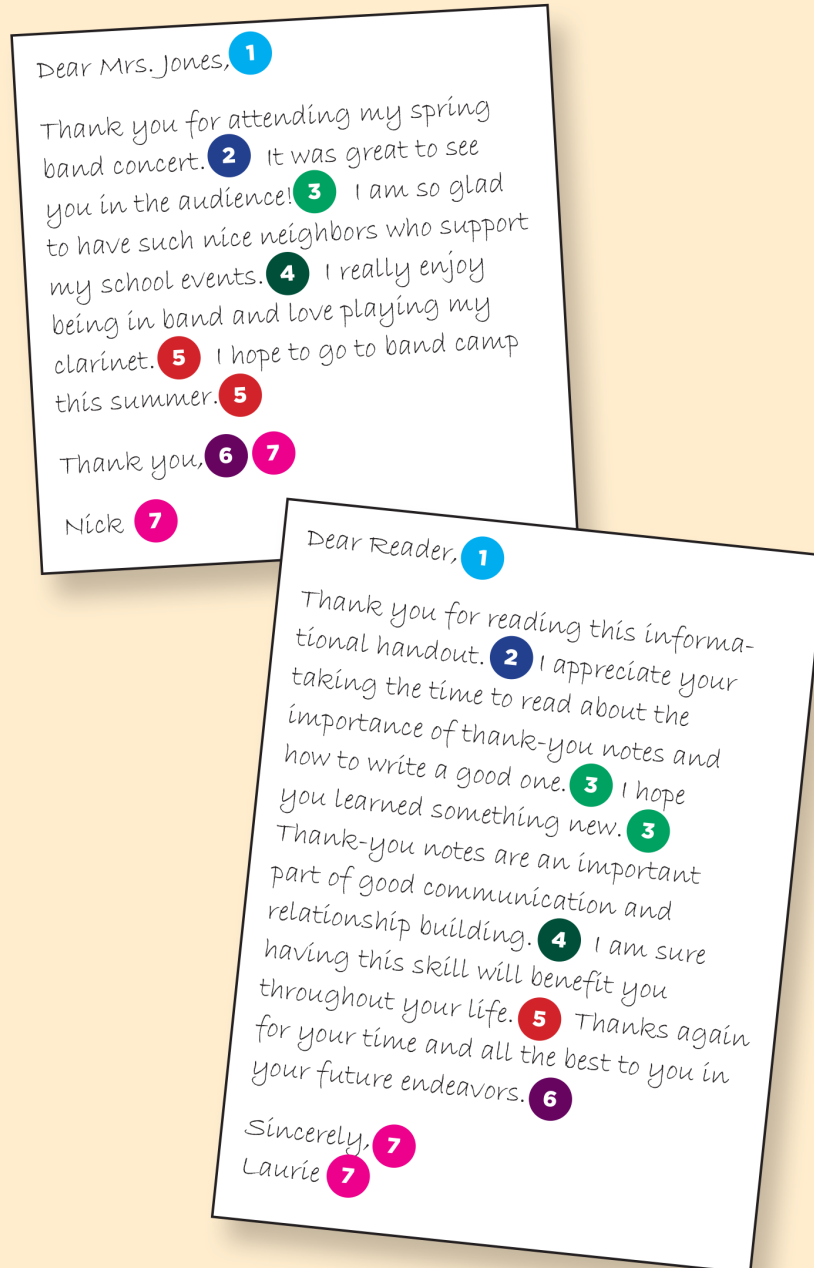 Dear Mrs. Jones, 1
Thank you for attending my spring
band concert. 2 It was great to see
you in the audience! 3 I am so glad
to have such nice neighbors who support
my school events. 4 I really enjoy
being in band and love playing my
clarinet. 5 I hope to go to band camp
this summer. 5
Thank you, 6 7
Nick 7
Dear Reader, 1
Thank you for reading this informa-
tional handout. 2 I appreciate your
taking the time to read about the
importance of thank-you notes and
how to write a good one. 3 I hope
you learned something new. 3
Thank-you notes are an important
part of good communication and
relationship building. 4 I am sure
having this skill will benefit you
throughout your life. 5 Thanks again
for your time and all the best to you in
your future endeavors. 6
Sincerely, 7
Laurie 7